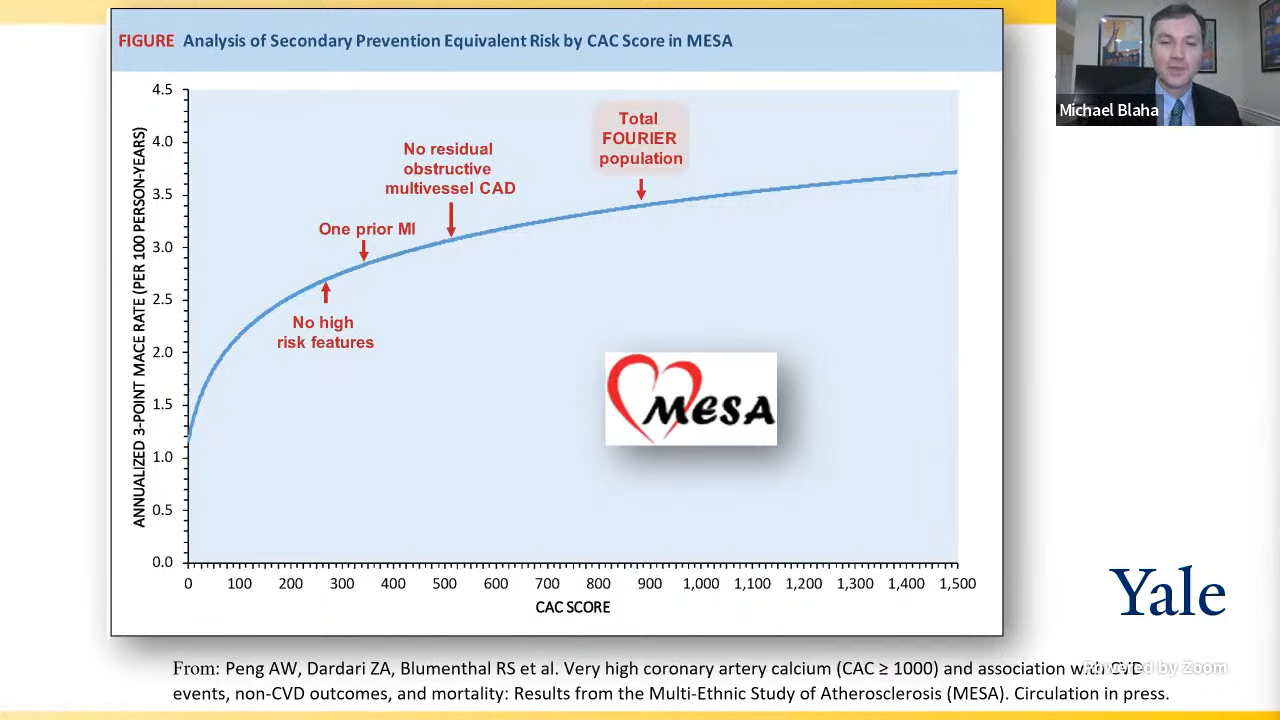 FIGURE Analysis of Secondary Prevention Equivalent Risk by CAC Score in MESA
Michael Blaha
ANNUALIZED 3-POINT MACE RATE (PER 100 PERSON-YEARS)
4.5
4.0
3.5
3.0
2.5
2.0
1.5
1.0
0.5
0.0
Total
FOURIER
population
No residual
obstructive
multivessel CAD
One prior MI
No high
risk features
MESA
0 100 200 300 400 500 600 700 800 900 1,000 1,100 1,200 1,300 1,400 1,500
CAC SCORE
Yale
From: Peng AW, Dardari ZA, Blumenthal RS et al. Very high coronary artery calcium (CAC ≥ 1000) and association with CVD
events, non-CVD outcomes, and mortality: Results from the Multi-Ethnic Study of Atherosclerosis (MESA). Circulation in press.
Powered by Zoom